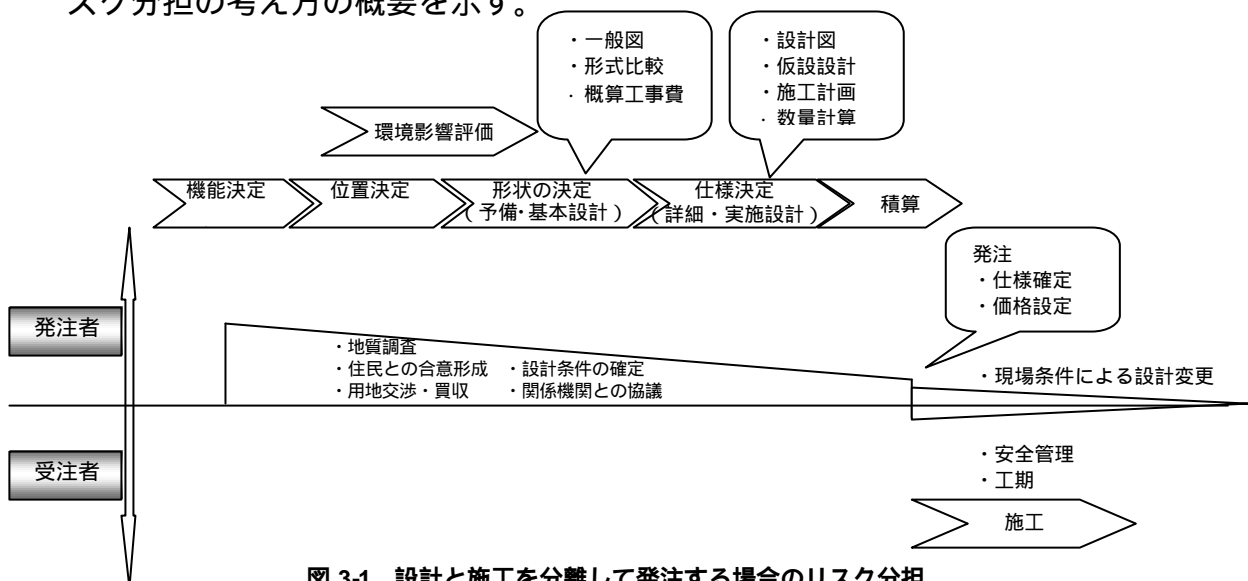 スク分担の考え方の概要を示す。
・一般図
・形式比較
・概算工事費
・設計図
・仮設設計
・施工計画
・数量計算
環境影響評価
機能決定
位置決定
形状の決定
（予備・基本設計）
仕様決定
（詳細・実施設計）
積算
発注
・仕様確定
・価格設定
発注者
・地質調査
・住民との合意形成 ・設計条件の確定
・用地交渉・買収 ・関係機関との協議
・現場条件による設計変更
受注者
・安全管理
・工期
施工
図 3-1 設計と施工を分離して発注する場合のリスク分担